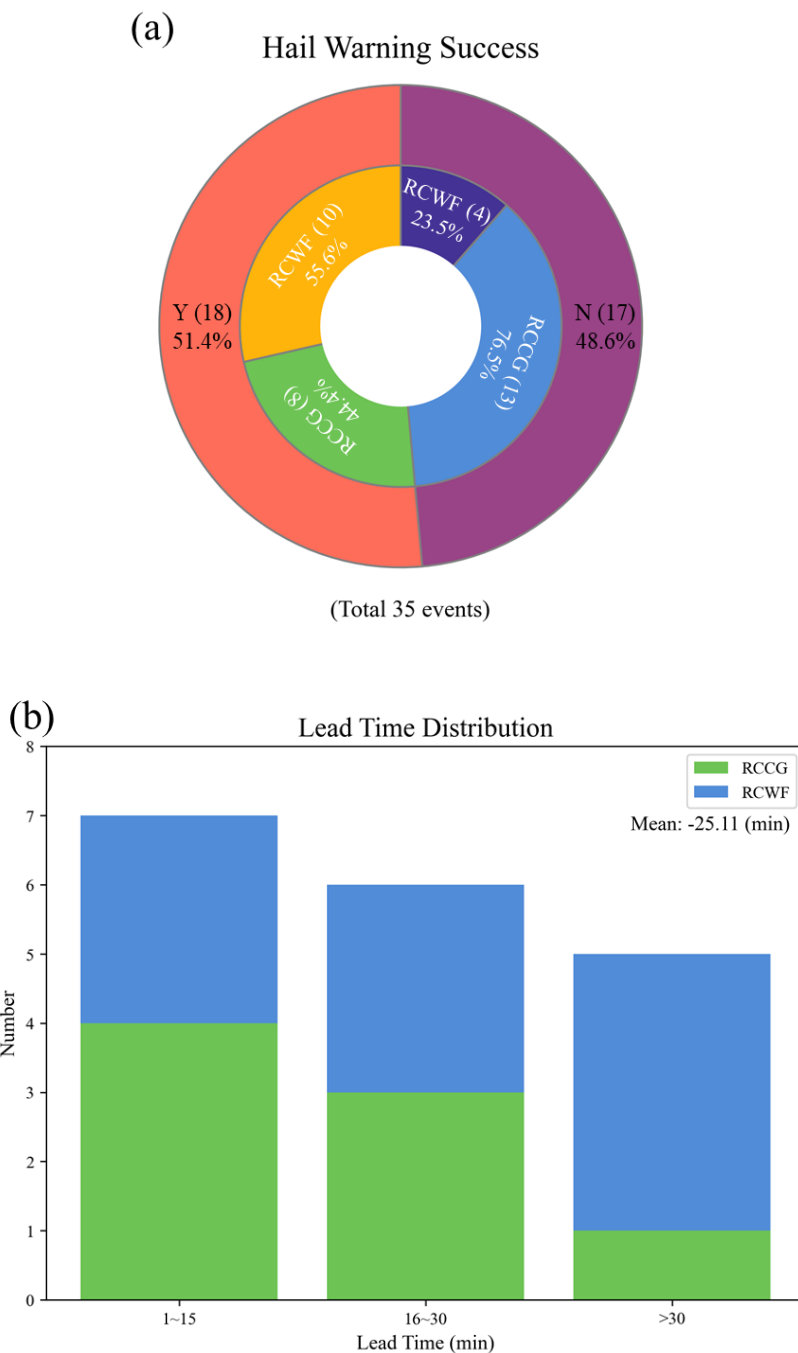 (a)
Hail Warning Success
RCWF (4)
23.5%
RCWF (10)
55.6%
Y (18)
51.4%
N (17)
48.6%
RCCG (13)
76.5%
RCCG (8)
44.4%
(Total 35 events)
(b)
Lead Time Distribution
8
7
6
5
4
3
2
1
0
Number
RCCG
RCWF
Mean: -25.11 (min)
1~15
16~30
>30
Lead Time (min)